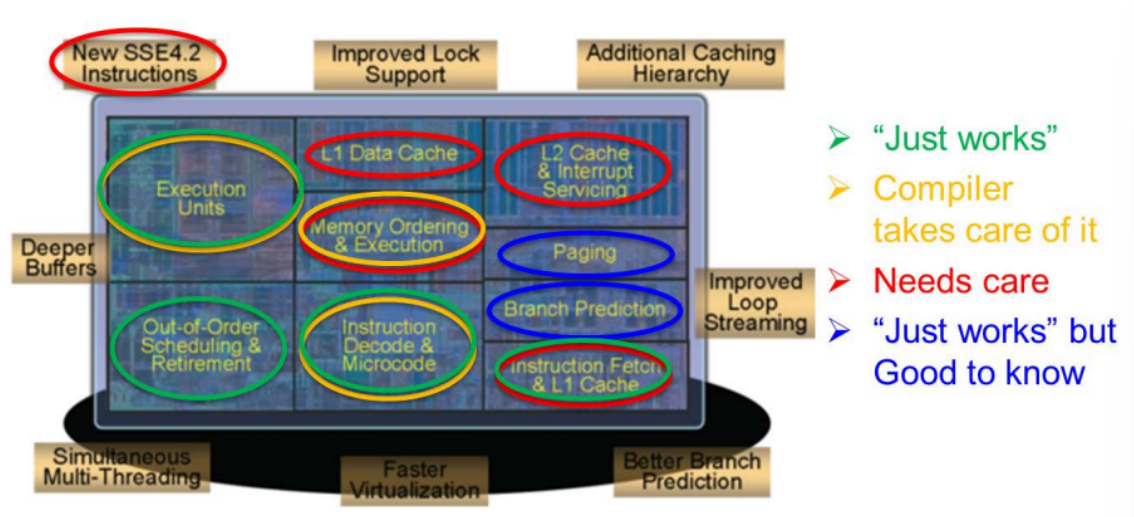 New SSE4.2
Instructions
Improved Lock
Support
Additional Caching
Hierarchy
Execution
Units
L1 Data Cache
L2 Cache
& Interrupt
Servicing
Memory Ordering
& Execution
Paging
Deeper
Buffers
Branch Prediction
Improved
Loop
Streaming
Out-of-Order
Scheduling &
Retirement
Instruction
Decode &
Microcode
Instruction Fetch
& L1 Cache
Simultaneous
Multi-Threading
Faster
Virtualization
Better Branch
Prediction
➢ “Just works”
➢ Compiler
takes care of it
➢ Needs care
➢ “Just works” but
Good to know